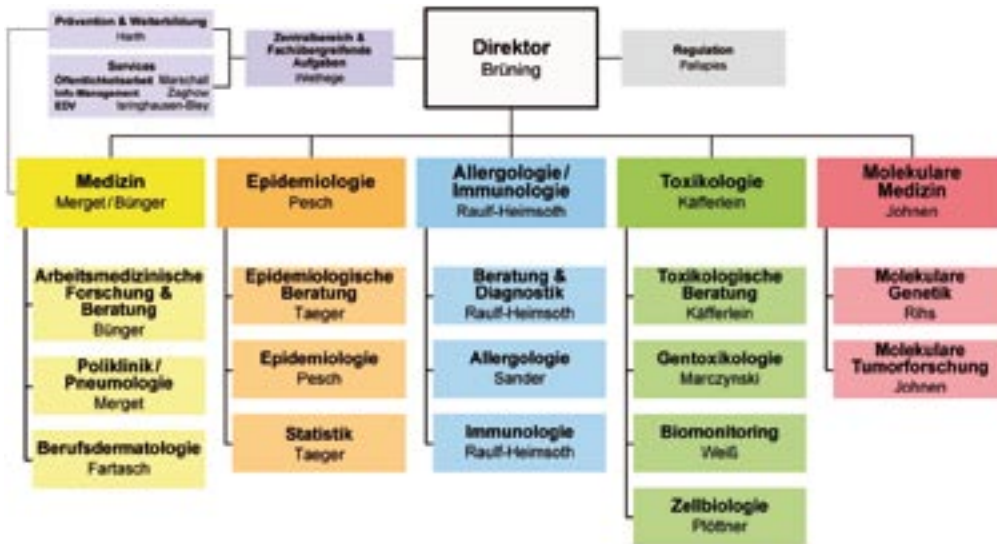 Prävention & Weiterbildung
Harth
Services
Öffentlichkeitsarbeit Marschall
Info-Management Zaghow
EDV Isringhausen-Bley
Zentralbereich &
Fachübergreifende
Aufgaben
Welhege
Direktor
Brüning
Regulation
Pallapies
Medizin
Merget/Bünger
Epidemiologie
Pesch
Allergologie/
Immunologie
Raulf-Heimsoth
Toxikologie
Käfferlein
Molekulare
Medizin
Johnen
Arbeitsmedizinische
Forschung &
Beratung
Bünger
Poliklinik/
Pneumologie
Merget
Berufsdermatologie
Fartasch
Epidemiologische
Beratung
Taeger
Epidemiologie
Pesch
Statistik
Taeger
Beratung &
Diagnostik
Raulf-Heimsoth
Allergologie
Sander
Immunologie
Raulf-Heimsoth
Toxikologische
Beratung
Käfferlein
Gentoxikologie
Marczynski
Biomonitoring
Weiß
Zellbiologie
Plöttner
Molekulare
Genetik
Rihs
Molekulare
Tumorforschung
Johnen